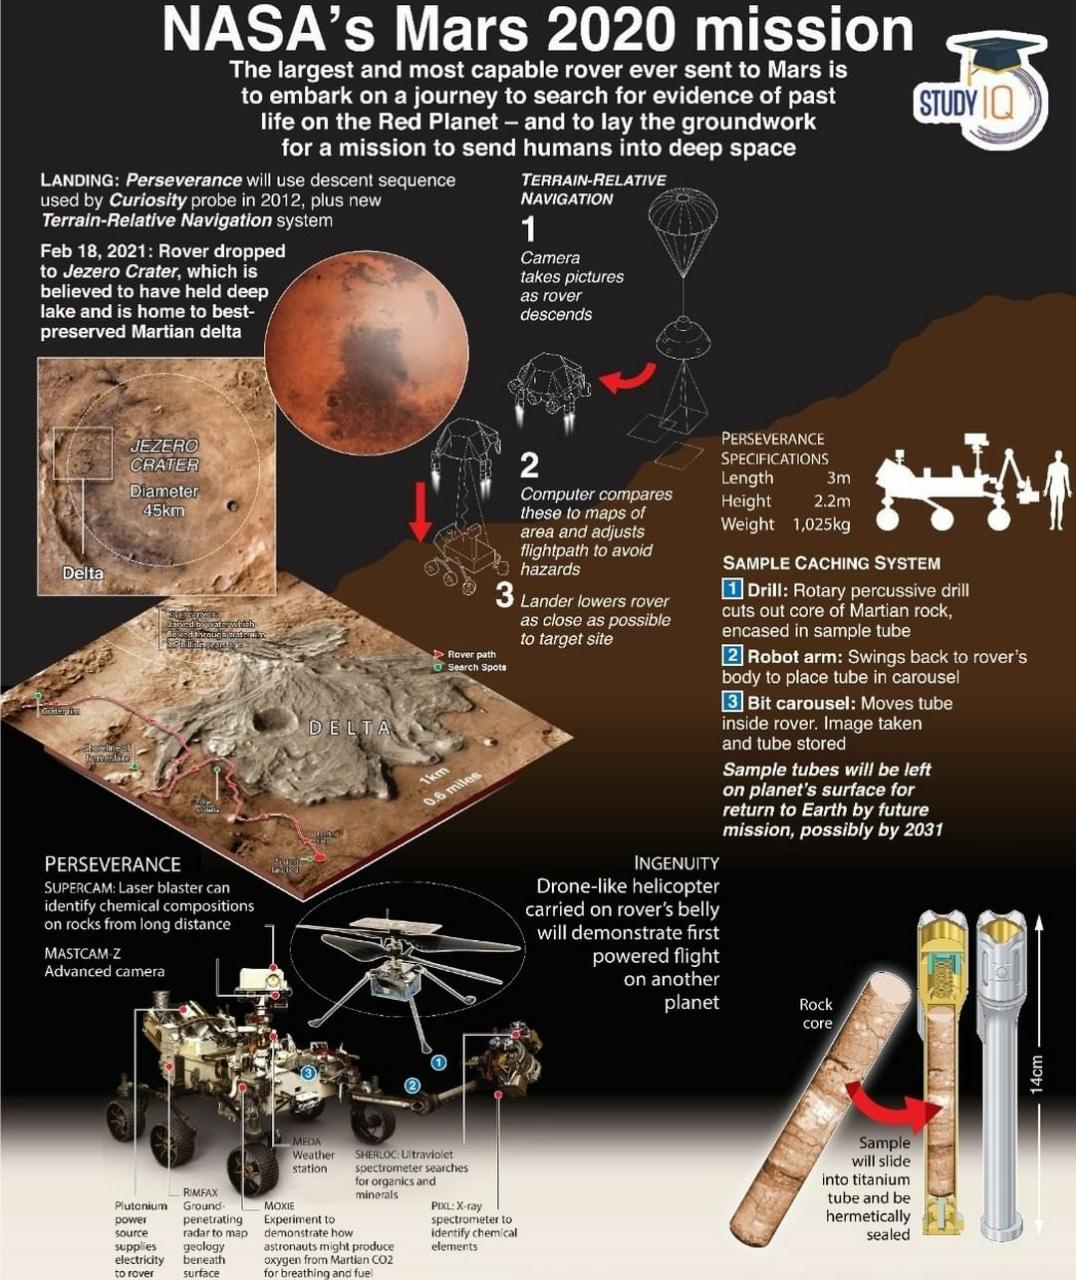 NASA's Mars 2020 mission
The largest and most capable rover ever sent to Mars is
to embark on a journey to search for evidence of past
life on the Red Planet – and to lay the groundwork
for a mission to send humans into deep space
STUDY IQ
LANDING: Perseverance will use descent sequence
used by Curiosity probe in 2012, plus new
Terrain-Relative Navigation system
Feb 18, 2021: Rover dropped
to Jezero Crater, which is
believed to have held deep
lake and is home to best-
preserved Martian delta
TERRAIN-RELATIVE
NAVIGATION
1
Camera
takes pictures
as rover
descends
2
Computer compares
these to maps of
area and adjusts
flightpath to avoid
hazards
3
Lander lowers rover
as close as possible
to target site
JEZERO
CRATER
Diameter
45km
Delta
carved by water which
flowed through crater rim
Rover path
Search Spots
Crater rim
Shoreline of
former lake
DELTA
1km
0.6 miles
PERSEVERANCE
SPECIFICATIONS
Length 3m
Height 2.2m
Weight 1,025kg
SAMPLE CACHING SYSTEM
1 Drill: Rotary percussive drill
cuts out core of Martian rock,
encased in sample tube
2 Robot arm: Swings back to rover's
body to place tube in carousel
3 Bit carousel: Moves tube
inside rover. Image taken
and tube stored
Sample tubes will be left
on planet's surface for
return to Earth by future
mission, possibly by 2031
PERSEVERANCE
SUPERCAM: Laser blaster can
identify chemical compositions
on rocks from long distance
MASTCAM-Z
Advanced camera
INGENUITY
Drone-like helicopter
carried on rover's belly
will demonstrate first
powered flight
on another
planet
1
2
3
MEDA
Weather
station
SHERLOC: Ultraviolet
spectrometer searches
for organics and
minerals
Plutonium
power
source
supplies
electricity
to rover
RIMFAX
Ground-
penetrating
radar to map
geology
beneath
surface
MOXIE
Experiment to
demonstrate how
astronauts might produce
oxygen from Martian CO2
for breathing and fuel
PIXL: X-ray
spectrometer to
identify chemical
elements
Rock
core
14cm
Sample
will slide
into titanium
tube and be
hermetically
sealed